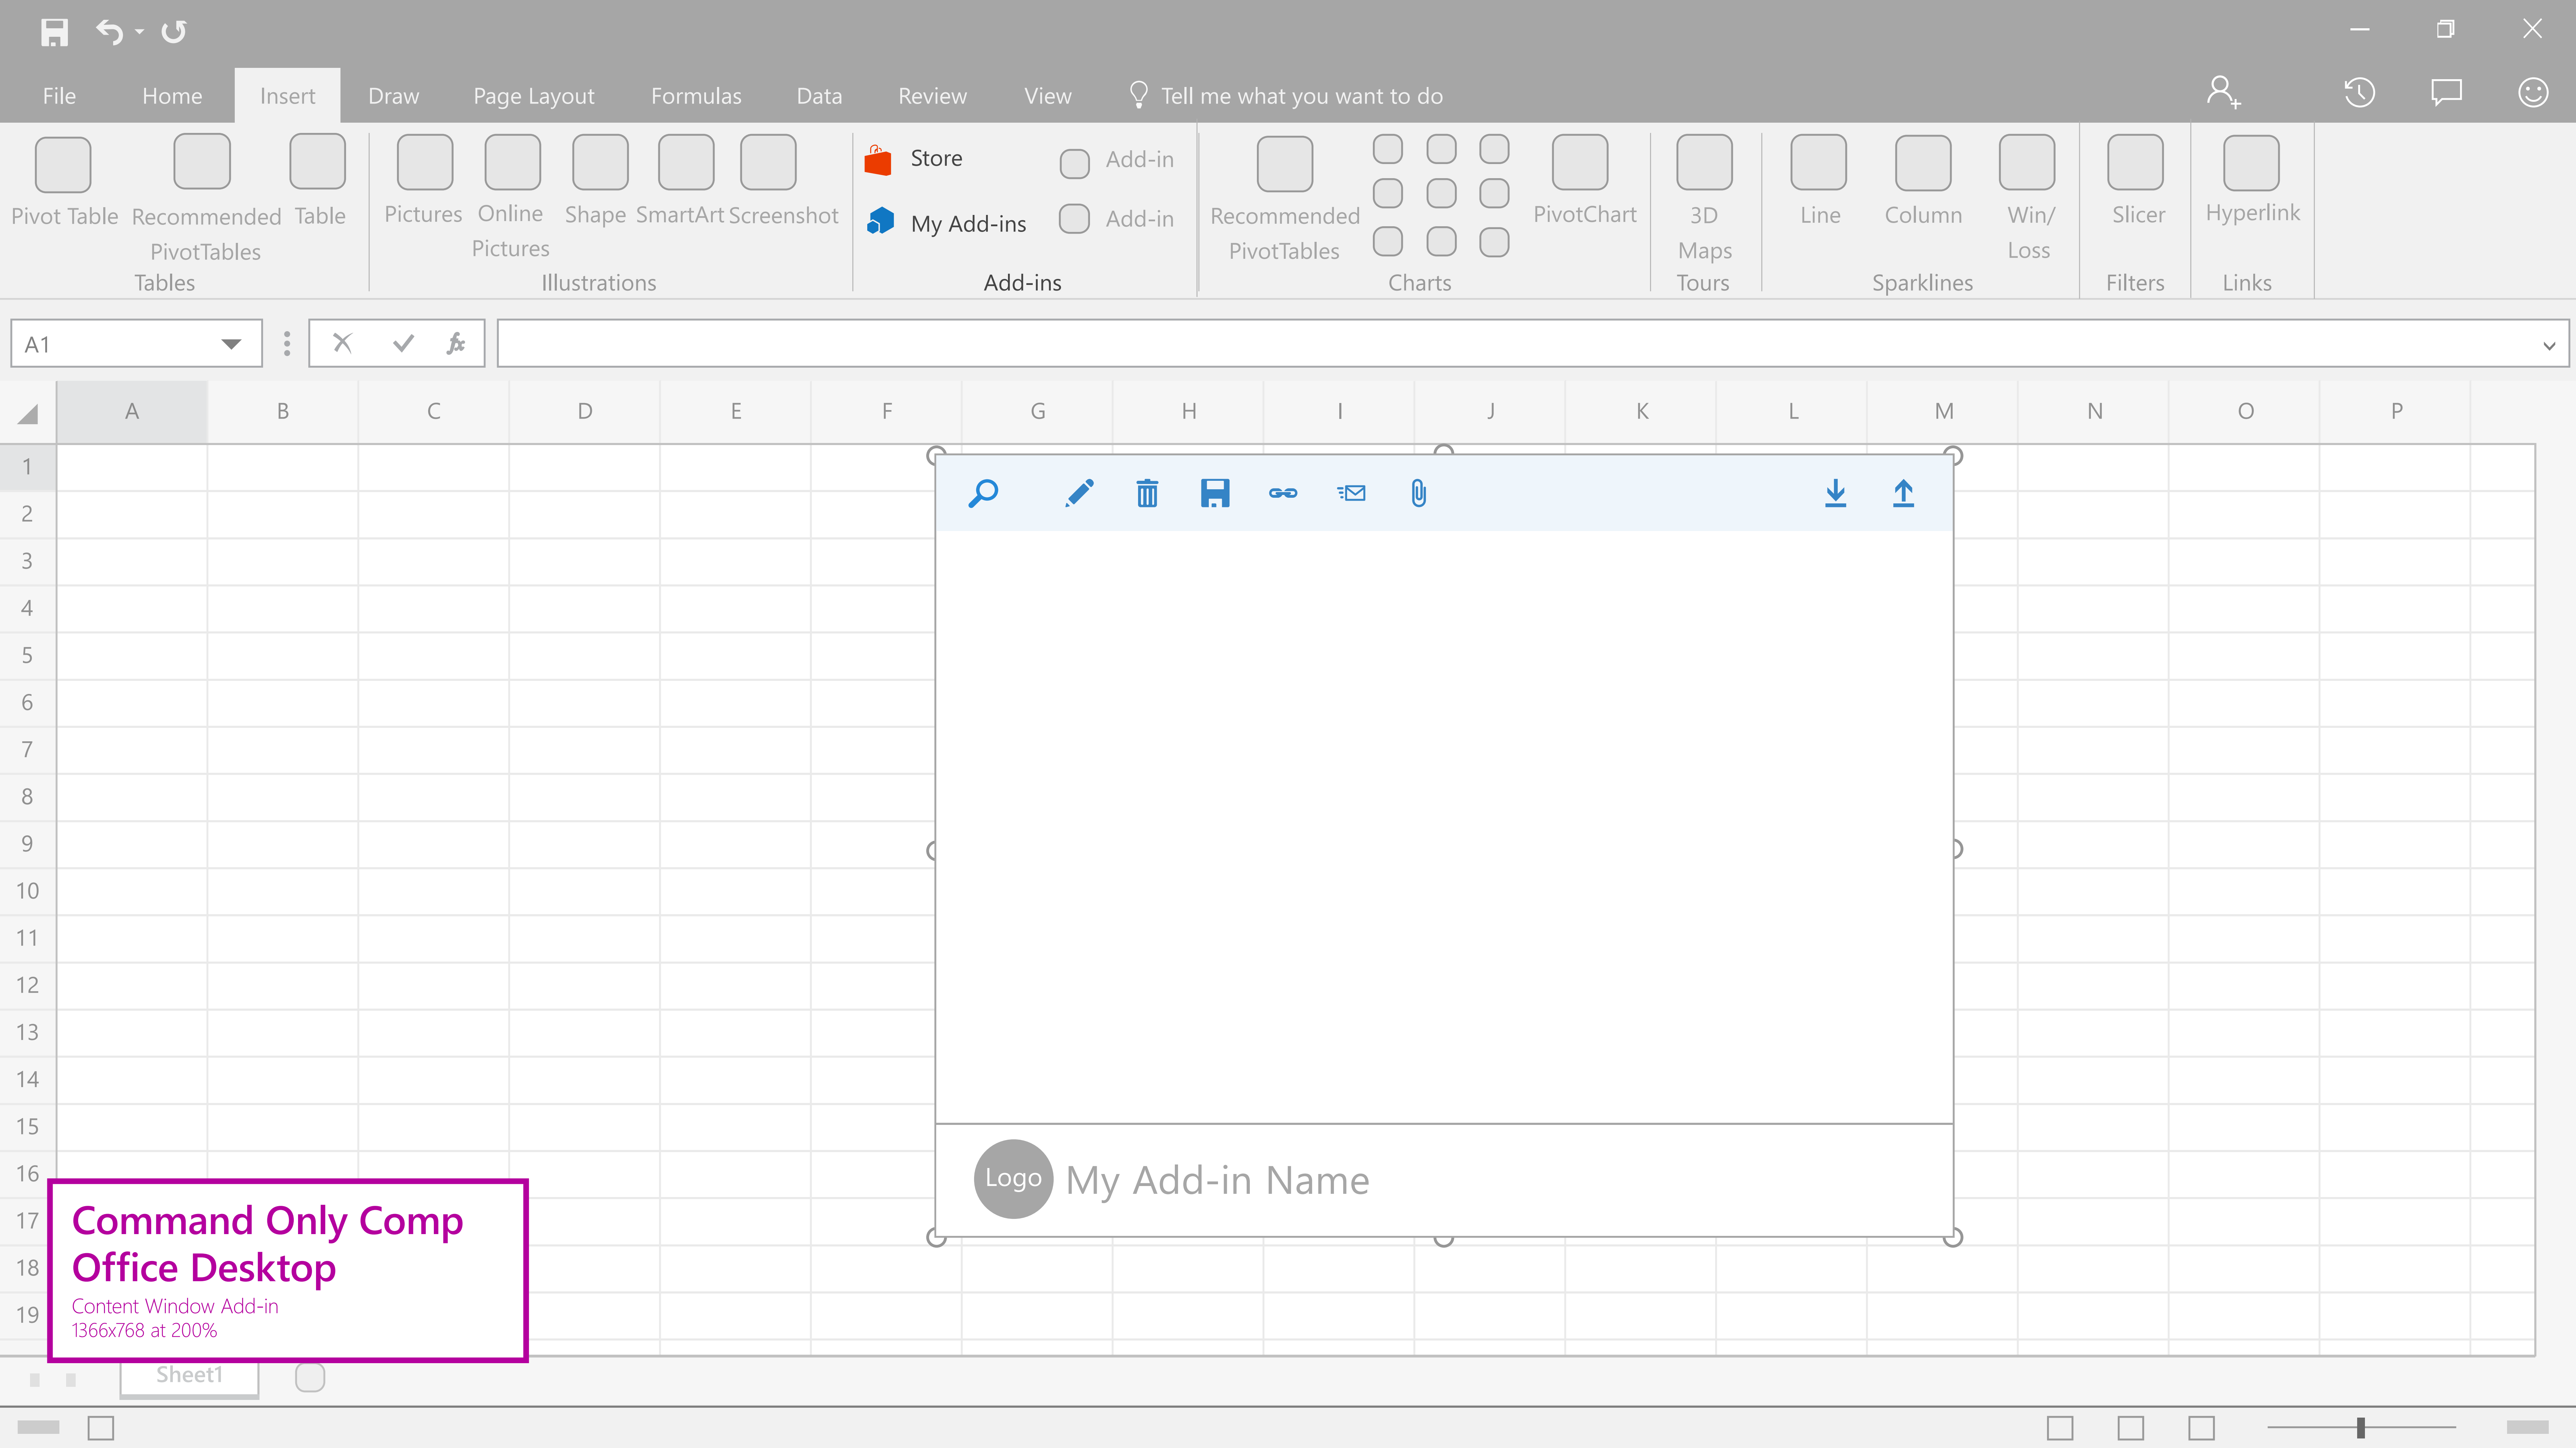 File Home Insert Draw Page Layout Formulas Data Review View Tell me what you want to do
Store Add-in
My Add-ins Add-in
Pivot Table Recommended PivotTables Table
Pictures Online Pictures Shape SmartArt Screenshot
Recommended PivotTables PivotChart
3D Maps
Line Column Win/ Loss
Slicer Hyperlink
Tables Illustrations Add-ins Charts Tours Sparklines Filters Links
A1 fx
A B C D E F G H I J K L M N O P
1
2
3
4
5
6
7
8
9
10
11
12
13
14
15
16
17
18
19
Logo My Add-in Name
Command Only Comp
Office Desktop
Content Window Add-in
1366x768 at 200%
Sheet1